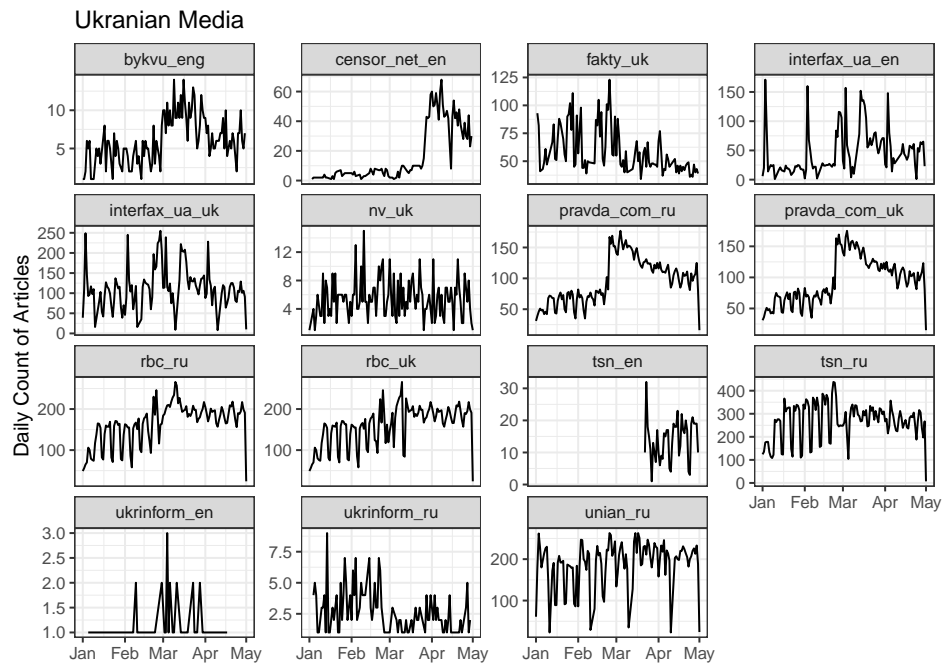 Ukranian Media
bykvu_eng censor_net_en fakty_uk interfax_ua_en
5 10
0 20 40 60
50 75 100 125
0 50 100 150
interfax_ua_uk nv_uk pravda_com_ru pravda_com_uk
0 50 100 150 200 250
4 8 12
50 100 150
50 100 150
rbc_ru rbc_uk tsn_en tsn_ru
100 200
100 200
0 10 20 30
0 100 200 300 400
Jan Feb Mar Apr May
ukrinform_en ukrinform_ru unian_ru
1.0 1.5 2.0 2.5 3.0
2.5 5.0 7.5
100 200
Jan Feb Mar Apr May
Jan Feb Mar Apr May
Jan Feb Mar Apr May
Daily Count of Articles